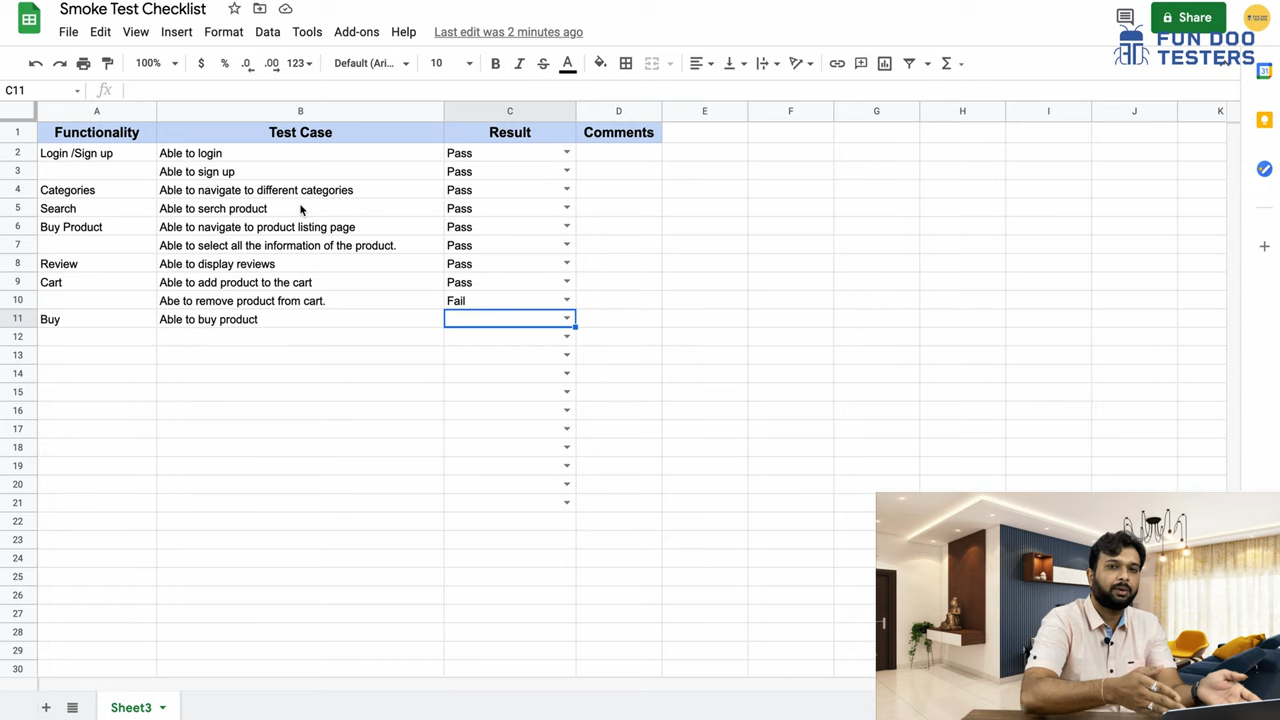 Smoke Test Checklist
File Edit View Insert Format Data Tools Add-ons Help Last edit was 2 minutes ago
Share
FUN DOO
TESTERS
100% $ % .0 .00 123 Default (Ari... 10 B I S A
C11 fx
A B C D E F G H I J K
1 Functionality Test Case Result Comments
2 Login /Sign up Able to login Pass
3 Able to sign up Pass
4 Categories Able to navigate to different categories Pass
5 Search Able to serch product Pass
6 Buy Product Able to navigate to product listing page Pass
7 Able to select all the information of the product. Pass
8 Review Able to display reviews Pass
9 Cart Able to add product to the cart Pass
10 Abe to remove product from cart. Fail
11 Buy Able to buy product
12
13
14
15
16
17
18
19
20
21
22
23
24
25
26
27
28
29
30
Sheet3